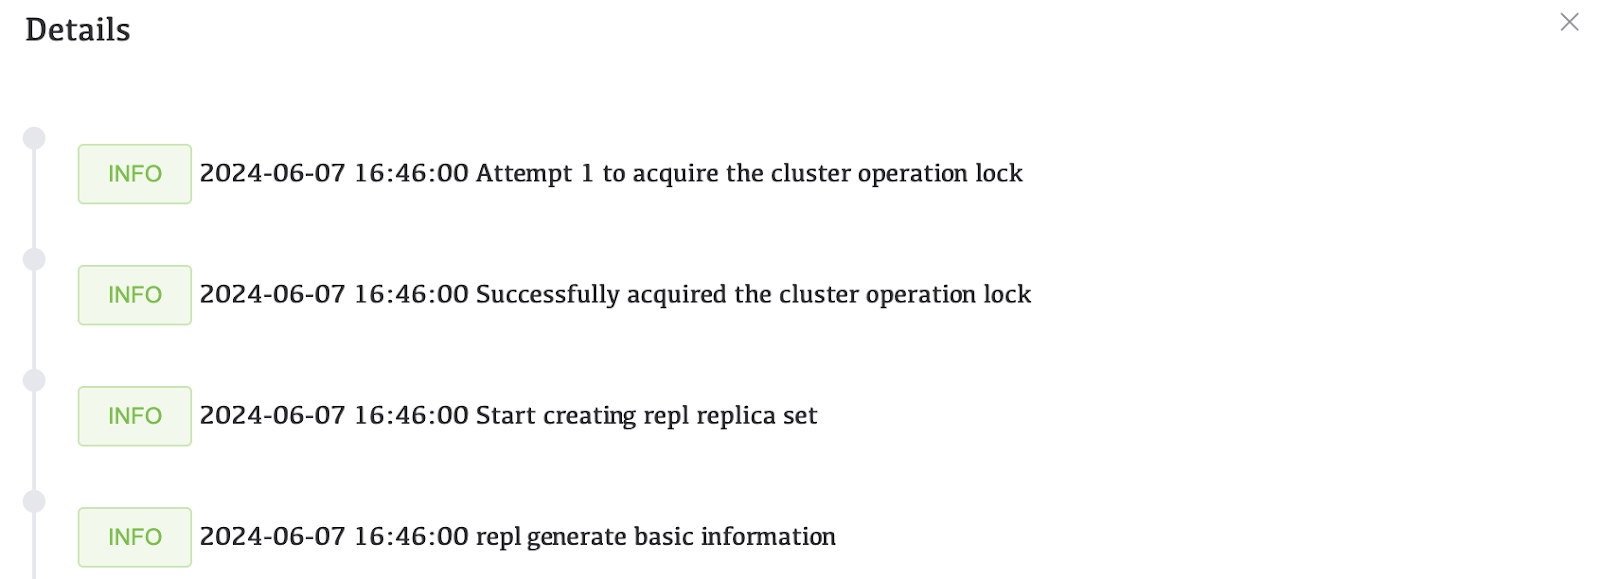 Details
INFO 2024-06-07 16:46:00 Attempt 1 to acquire the cluster operation lock
INFO 2024-06-07 16:46:00 Successfully acquired the cluster operation lock
INFO 2024-06-07 16:46:00 Start creating repl replica set
INFO 2024-06-07 16:46:00 repl generate basic information